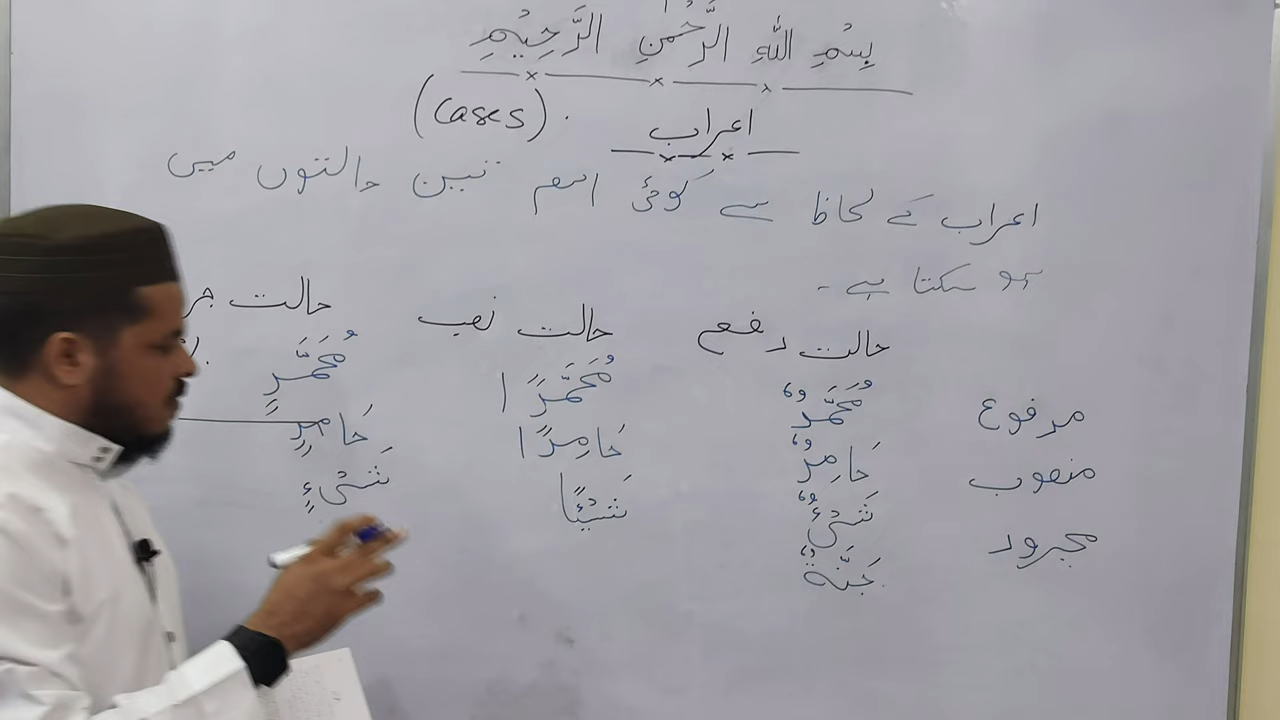 بِسْمِ اللهِ الرَّحْمٰنِ الرَّحِيْمِ
اعراب (Cases)
اعراب کے لحاظ سے کوئی اسم تین حالتوں میں
ہو سکتا ہے ۔
حالت رفع حالت نصب حالت جر
مرفوع مُحَمَّدٌ مُحَمَّدًا مُحَمَّدٍ
منصوب حَامِدٌ حَامِدًا حَامِدٍ
مجرور شَىْءٌ شَيْئًا شَىْءٍ
جَنَّةٌ